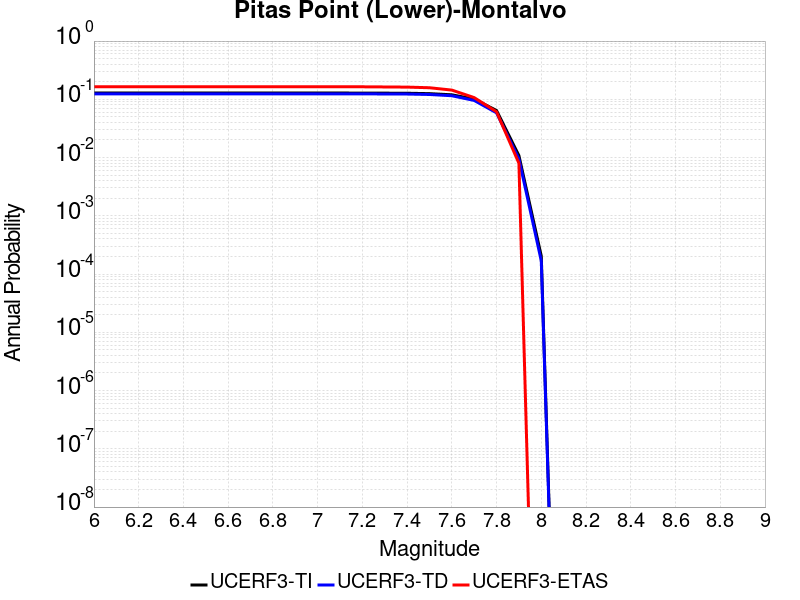 Pitas Point (Lower)-Montalvo
Annual Probability
10^0
10^-1
10^-2
10^-3
10^-4
10^-5
10^-6
10^-7
10^-8
6 6.2 6.4 6.6 6.8 7 7.2 7.4 7.6 7.8 8 8.2 8.4 8.6 8.8 9
Magnitude
UCERF3-TI UCERF3-TD UCERF3-ETAS